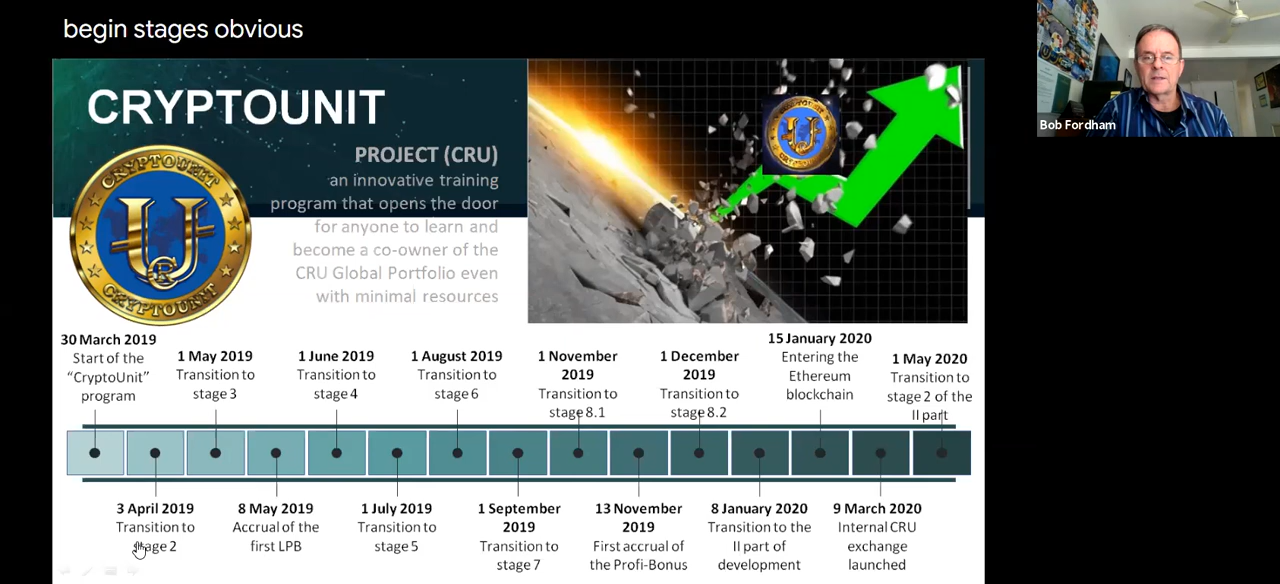 begin stages obvious
Bob Fordham
CRYPTOUNIT
PROJECT (CRU)
an innovative training
program that opens the door
for anyone to learn and
become a co-owner of the
CRU Global Portfolio even
with minimal resources
CRYPTOUNIT
CRYPTOUNIT
30 March 2019
Start of the
“CryptoUnit”
program
1 May 2019
Transition to
stage 3
1 June 2019
Transition to
stage 4
1 August 2019
Transition to
stage 6
1 November
2019
Transition to
stage 8.1
1 December
2019
Transition to
stage 8.2
15 January 2020
Entering the
Ethereum
blockchain
1 May 2020
Transition to
stage 2 of the
II part
3 April 2019
Transition to
stage 2
8 May 2019
Accrual of the
first LPB
1 July 2019
Transition to
stage 5
1 September
2019
Transition to
stage 7
13 November
2019
First accrual of
the Profi-Bonus
8 January 2020
Transition to the
II part of
development
9 March 2020
Internal CRU
exchange
launched